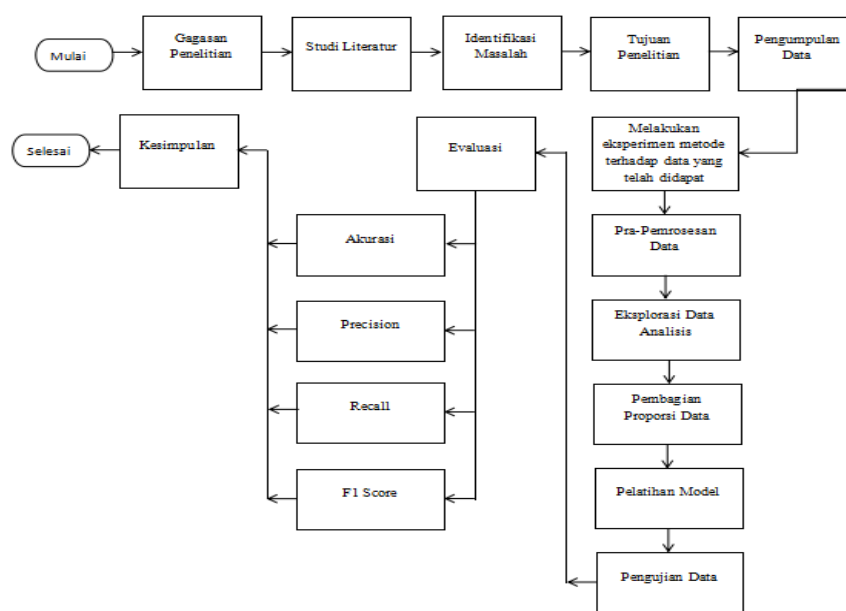 Mulai
Gagasan
Penelitian
Studi Literatur
Identifikasi
Masalah
Tujuan
Penelitian
Pengumpulan
Data
Melakukan
eksperimen metode
terhadap data yang
telah didapat
Pra-Pemrosesan
Data
Eksplorasi Data
Analisis
Pembagian
Proporsi Data
Pelatihan Model
Pengujian Data
Evaluasi
Akurasi
Precision
Recall
F1 Score
Kesimpulan
Selesai